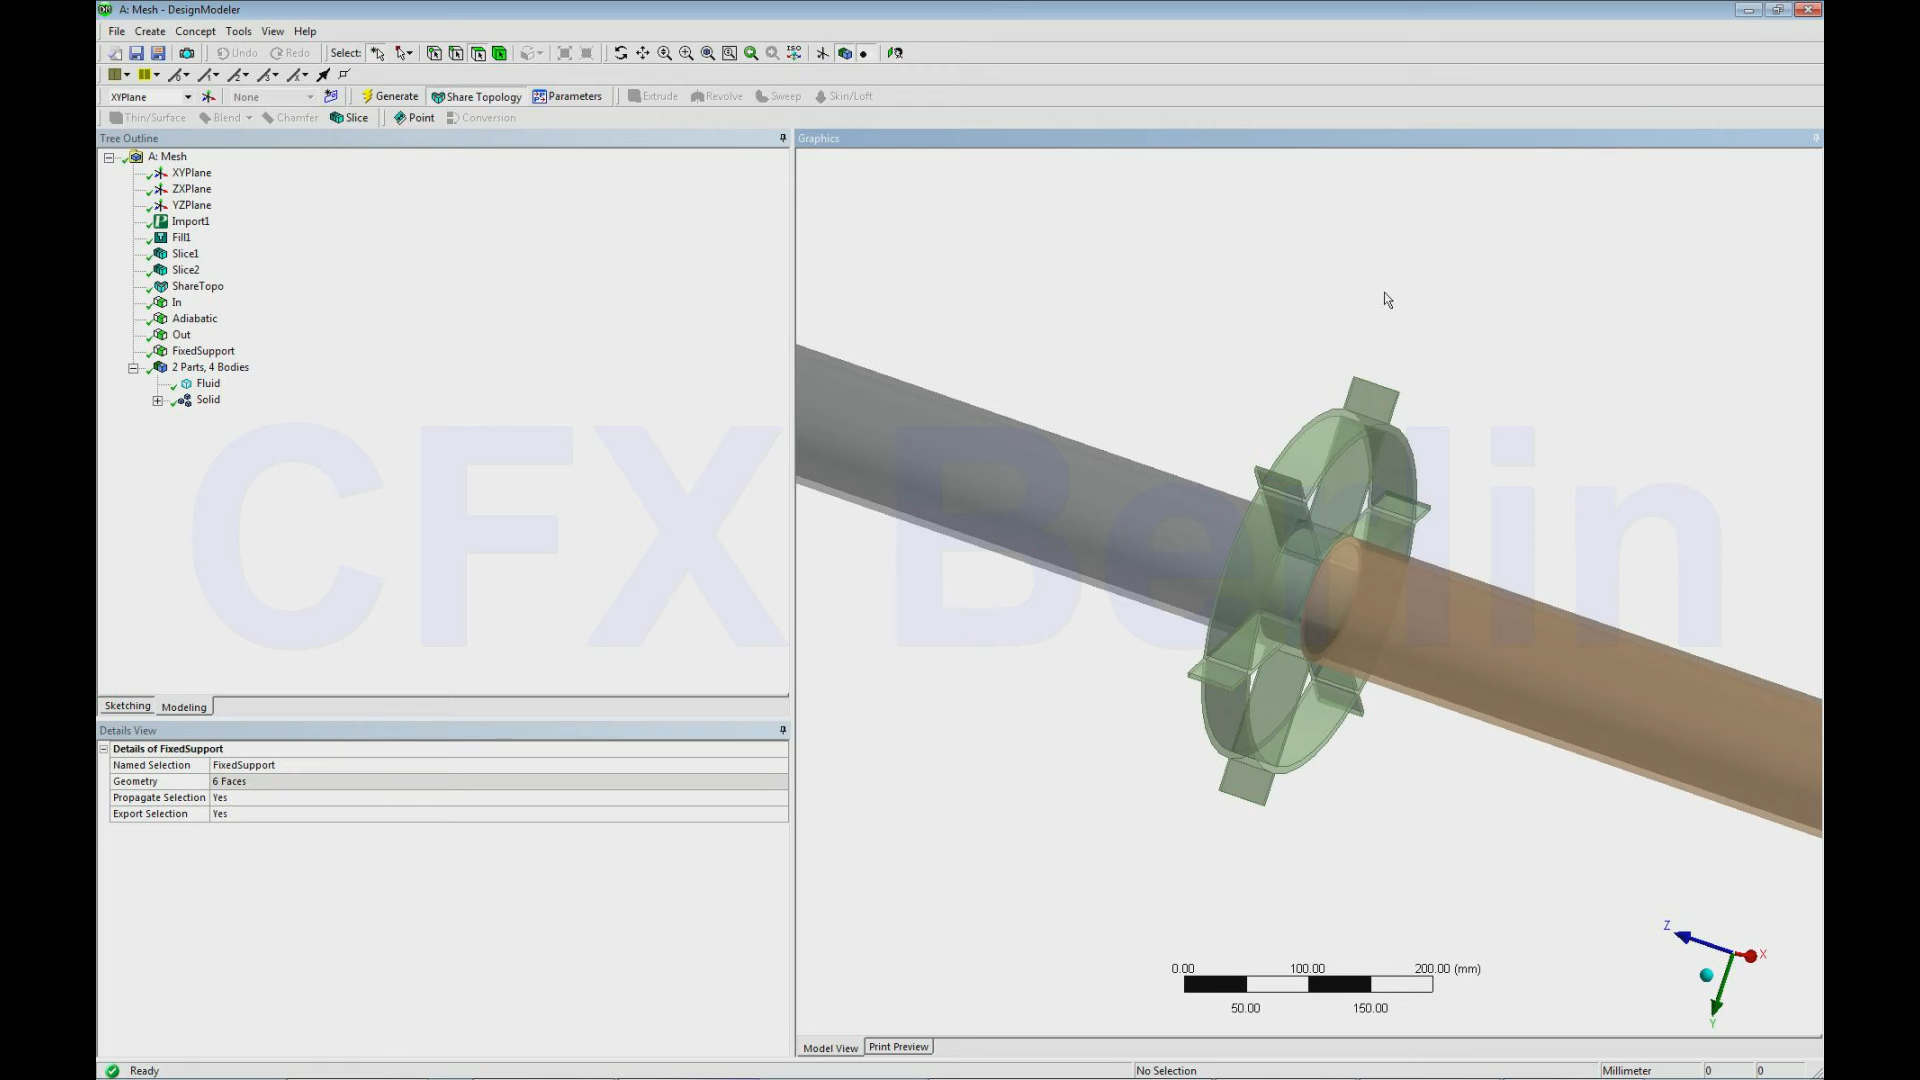 A: Mesh - DesignModeler
File Create Concept Tools View Help
Undo Redo Select: ISO
XYPlane None Generate Share Topology Parameters Extrude Revolve Sweep Skin/Loft
Thin/Surface Blend Chamfer Slice Point Conversion
Tree Outline
A: Mesh
XYPlane
ZXPlane
YZPlane
Import1
Fill1
Slice1
Slice2
ShareTopo
In
Adiabatic
Out
FixedSupport
2 Parts, 4 Bodies
Fluid
Solid
Sketching Modeling
Details View
Details of FixedSupport
Named Selection FixedSupport
Geometry 6 Faces
Propagate Selection Yes
Export Selection Yes
Graphics
CFX Berlin
0.00 100.00 200.00 (mm)
50.00 150.00
Z
X
Y
Model View Print Preview
Ready No Selection Millimeter 0 0